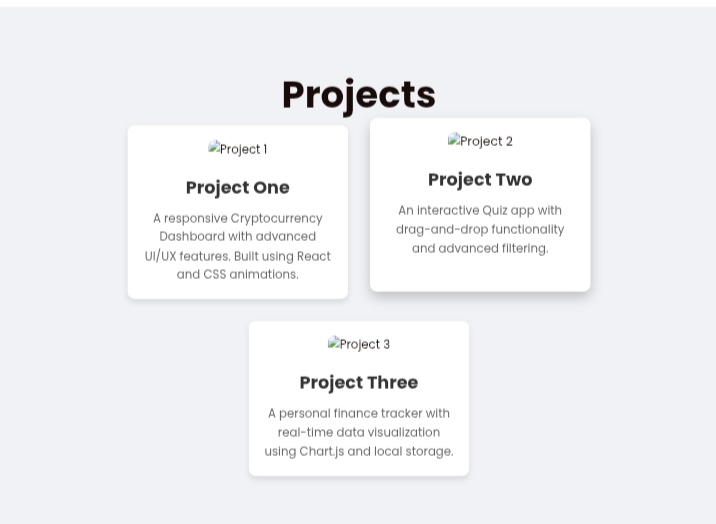 Projects
Project 1
Project One
A responsive Cryptocurrency
Dashboard with advanced
UI/UX features. Built using React
and CSS animations.
Project 2
Project Two
An interactive Quiz app with
drag-and-drop functionality
and advanced filtering.
Project 3
Project Three
A personal finance tracker with
real-time data visualization
using Chart.js and local storage.